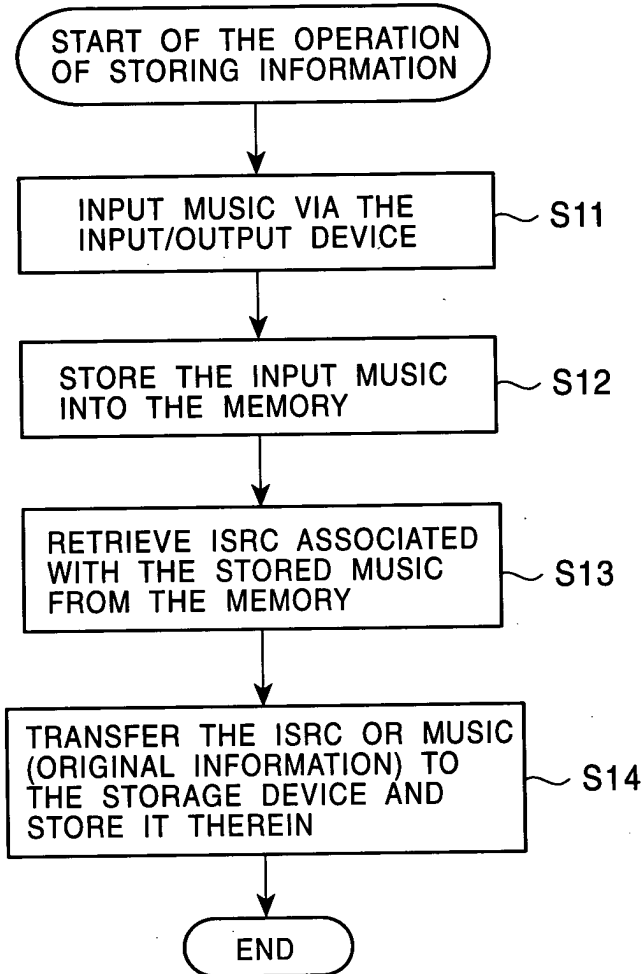 START OF THE OPERATION
OF STORING INFORMATION
INPUT MUSIC VIA THE
INPUT/OUTPUT DEVICE
S11
STORE THE INPUT MUSIC
INTO THE MEMORY
S12
RETRIEVE ISRC ASSOCIATED
WITH THE STORED MUSIC
FROM THE MEMORY
S13
TRANSFER THE ISRC OR MUSIC
(ORIGINAL INFORMATION) TO
THE STORAGE DEVICE AND
STORE IT THEREIN
S14
END